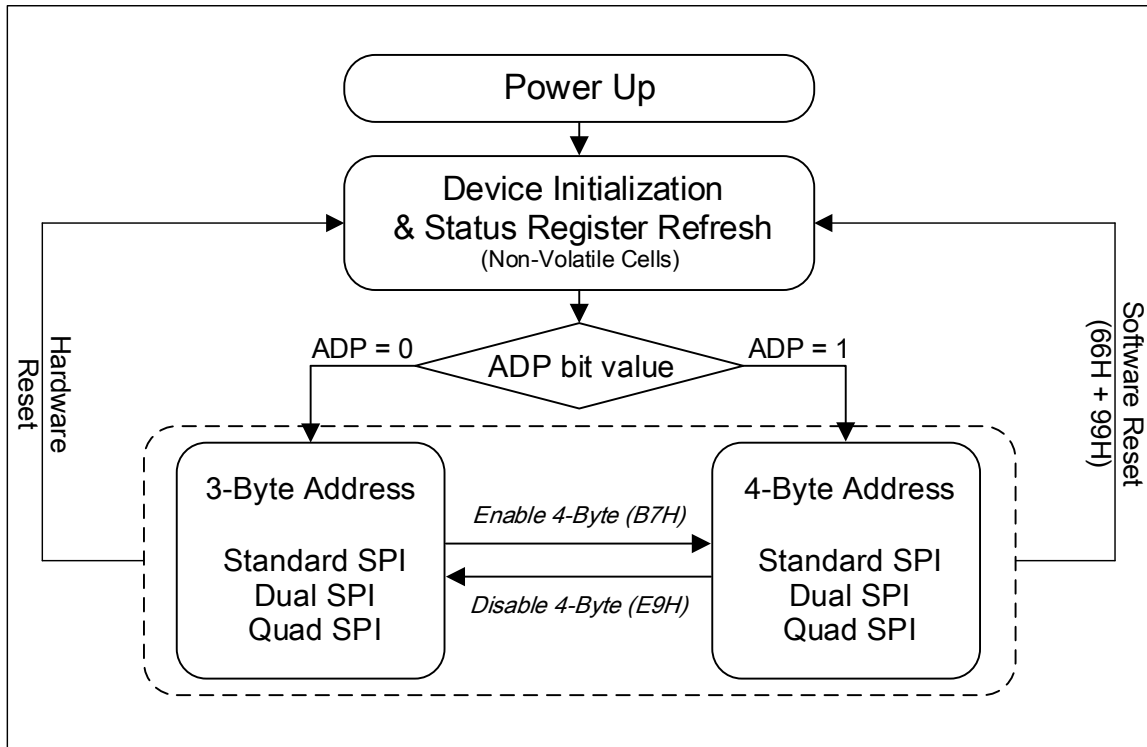 Power Up
Device Initialization
& Status Register Refresh
(Non-Volatile Cells)
ADP = 0
ADP bit value
ADP = 1
Hardware
Reset
Software Reset
(66H + 99H)
3-Byte Address
Standard SPI
Dual SPI
Quad SPI
Enable 4-Byte (B7H)
Disable 4-Byte (E9H)
4-Byte Address
Standard SPI
Dual SPI
Quad SPI